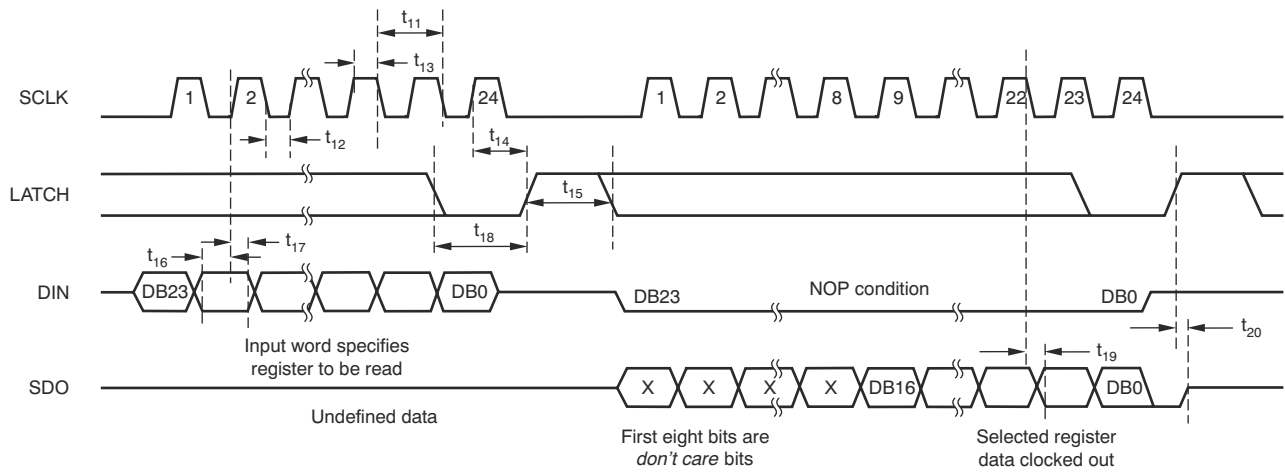 t11
t13
SCLK
1
2
24
1
2
8
9
22
23
24
t12
t14
LATCH
t15
t18
t16
t17
DIN
DB23
DB0
DB23
NOP condition
DB0
t20
Input word specifies
register to be read
t19
SDO
X
X
X
X
DB16
DB0
Undefined data
First eight bits are
don't care bits
Selected register
data clocked out